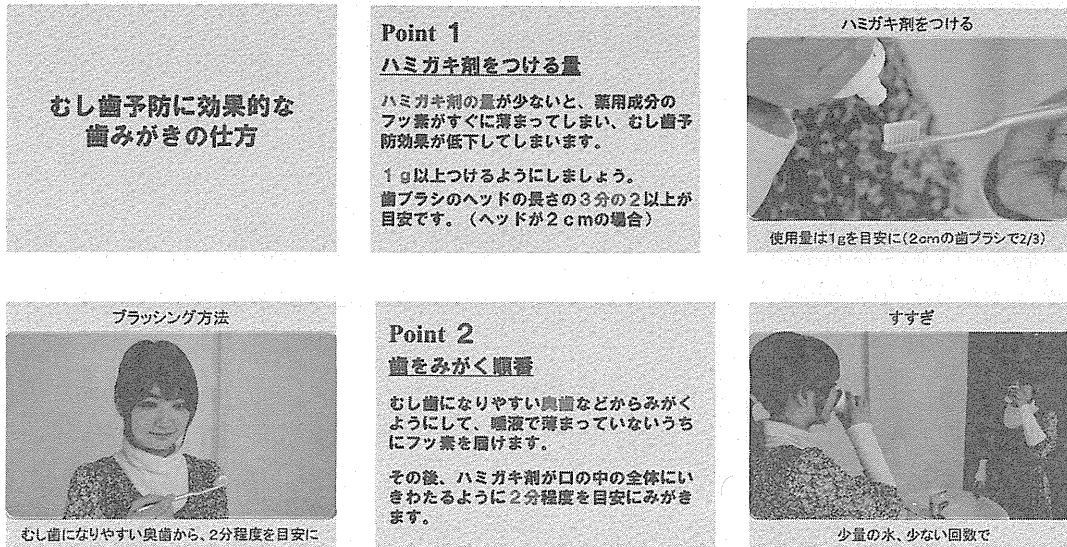 むし歯予防に効果的な
歯みがきの仕方
Point 1
ハミガキ剤をつける量
ハミガキ剤の量が少ないと、薬用成分の
フッ素がすぐに薄まってしまい、むし歯予
防効果が低下してしまいます。
1g以上つけるようにしましょう。
歯ブラシのヘッドの長さの3分の2以上が
目安です。（ヘッドが2cmの場合）
ハミガキ剤をつける
使用量は1gを目安に(2cmの歯ブラシで2/3)
ブラッシング方法
むし歯になりやすい奥歯から、2分程度を目安に
Point 2
歯をみがく順番
むし歯になりやすい奥歯などからみがく
ようにして、唾液で薄まっていないうち
にフッ素を届けます。
その後、ハミガキ剤が口の中の全体にい
きわたるように2分程度を目安にみがき
ます。
すすぎ
少量の水、少ない回数で